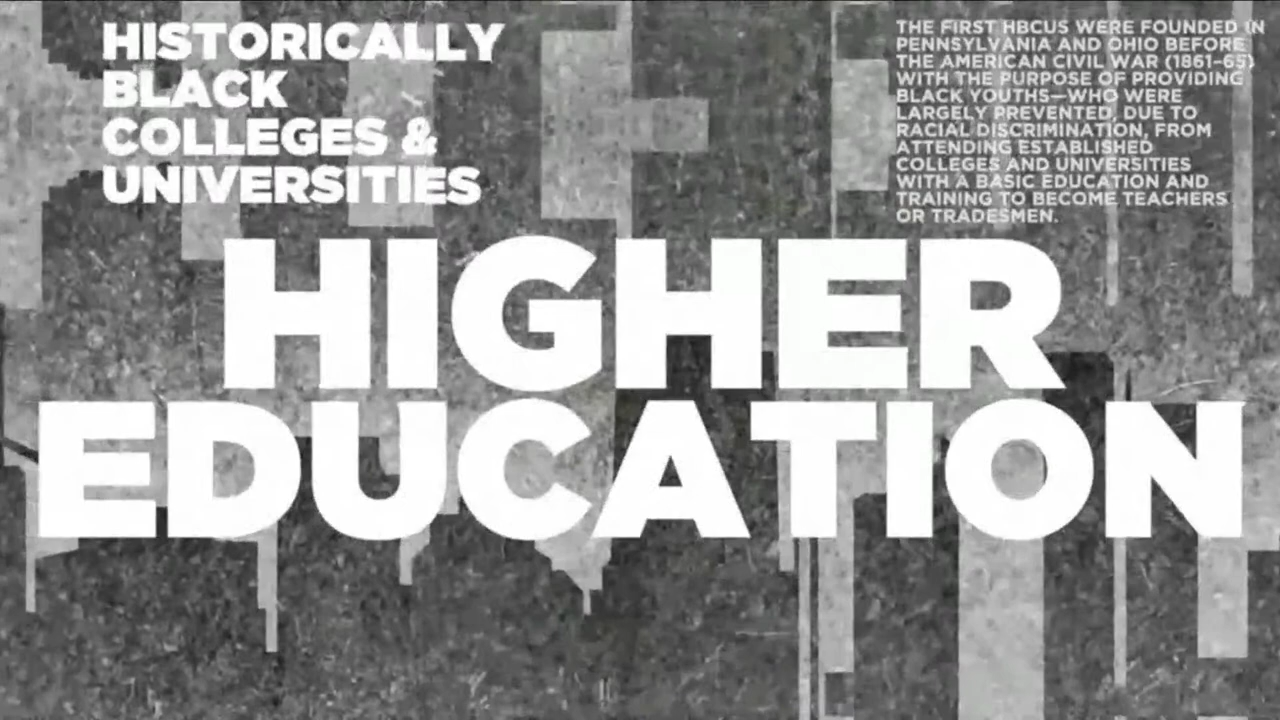 HISTORICALLY
BLACK
COLLEGES &
UNIVERSITIES
THE FIRST HBCUS WERE FOUNDED IN
PENNSYLVANIA AND OHIO BEFORE
THE AMERICAN CIVIL WAR (1861–65)
WITH THE PURPOSE OF PROVIDING
BLACK YOUTHS—WHO WERE
LARGELY PREVENTED, DUE TO
RACIAL DISCRIMINATION, FROM
ATTENDING ESTABLISHED
COLLEGES AND UNIVERSITIES
WITH A BASIC EDUCATION AND
TRAINING TO BECOME TEACHERS
OR TRADESMEN.
HIGHER
EDUCATION